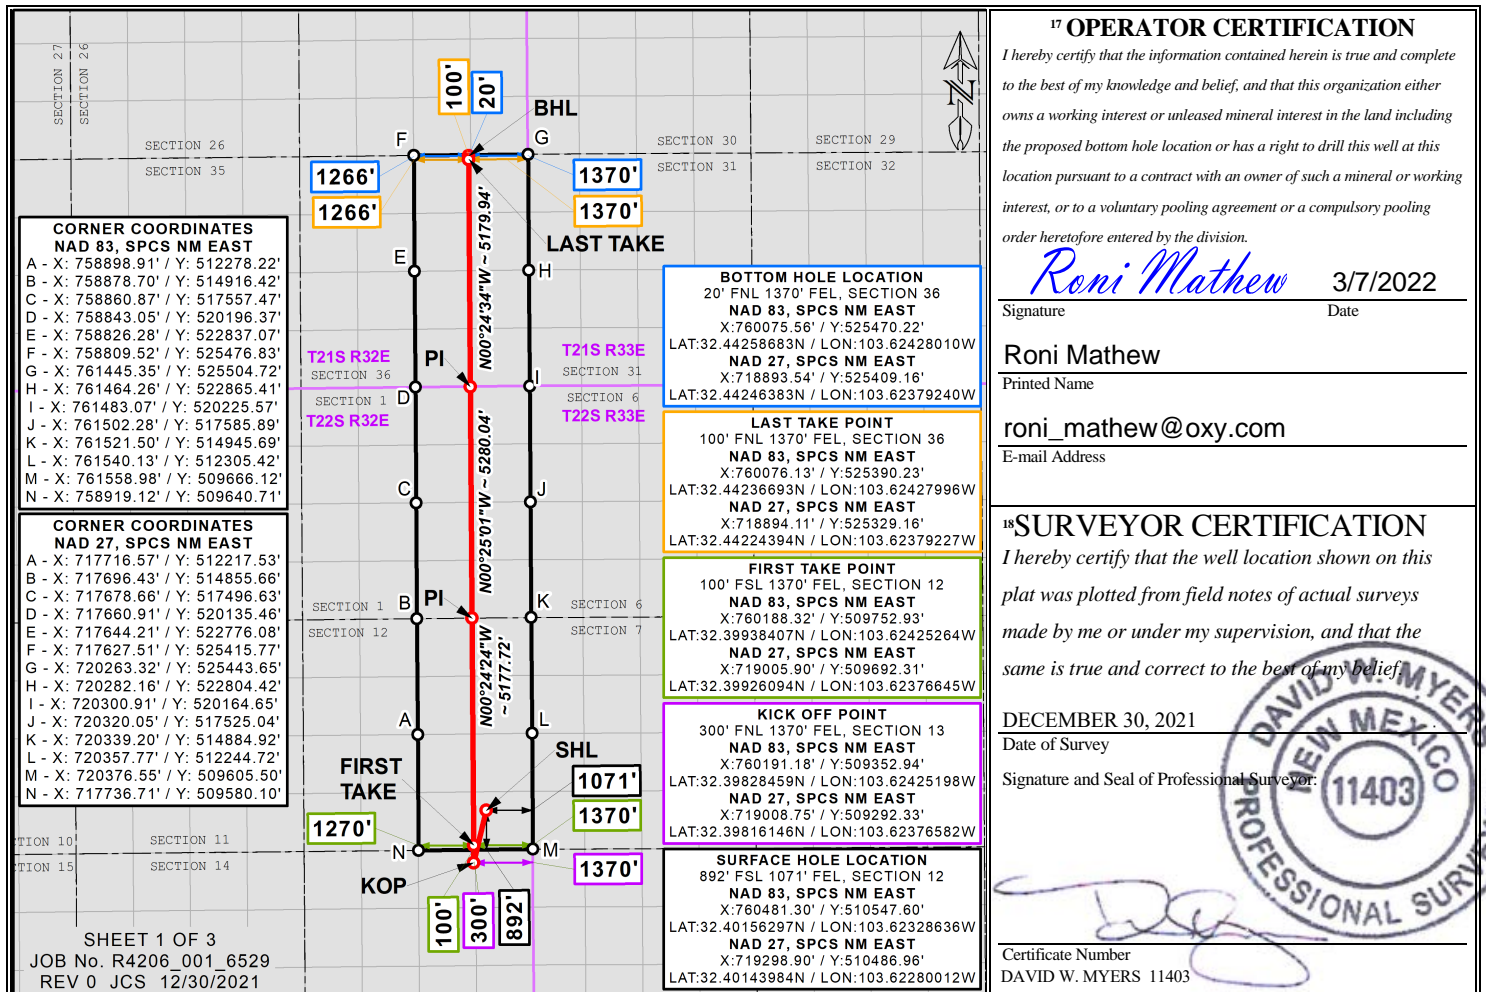 SECTION 27
SECTION 26
SECTION 26
SECTION 35
100'
20'
BHL
F
G
SECTION 30
SECTION 29
SECTION 31
SECTION 32
1266'
1370'
1266'
1370'
LAST TAKE
N00°24'34"W ~ 5179.94'
E
H
CORNER COORDINATES
NAD 83, SPCS NM EAST
A - X: 758898.91' / Y: 512278.22'
B - X: 758878.70' / Y: 514916.42'
C - X: 758860.87' / Y: 517557.47'
D - X: 758843.05' / Y: 520196.37'
E - X: 758826.28' / Y: 522837.07'
F - X: 758809.52' / Y: 525476.83'
G - X: 761445.35' / Y: 525504.72'
H - X: 761464.26' / Y: 522865.41'
I - X: 761483.07' / Y: 520225.57'
J - X: 761502.28' / Y: 517585.89'
K - X: 761521.50' / Y: 514945.69'
L - X: 761540.13' / Y: 512305.42'
M - X: 761558.98' / Y: 509666.12'
N - X: 758919.12' / Y: 509640.71'
CORNER COORDINATES
NAD 27, SPCS NM EAST
A - X: 717716.57' / Y: 512217.53'
B - X: 717696.43' / Y: 514855.66'
C - X: 717678.66' / Y: 517496.63'
D - X: 717660.91' / Y: 520135.46'
E - X: 717644.21' / Y: 522776.08'
F - X: 717627.51' / Y: 525415.77'
G - X: 720263.32' / Y: 525443.65'
H - X: 720282.16' / Y: 522804.42'
I - X: 720300.91' / Y: 520164.65'
J - X: 720320.05' / Y: 517525.04'
K - X: 720339.20' / Y: 514884.92'
L - X: 720357.77' / Y: 512244.72'
M - X: 720376.55' / Y: 509605.50'
N - X: 717736.71' / Y: 509580.10'
T21S R32E
PI
T21S R33E
SECTION 36
I
SECTION 31
SECTION 1
D
SECTION 6
T22S R32E
T22S R33E
N00°25'01"W ~ 5280.04'
C
J
SECTION 1
B
PI
K
SECTION 6
SECTION 12
SECTION 7
N00°24'24"W
~ 5177.72'
A
L
FIRST
TAKE
SHL
1071'
1270'
1370'
TION 10
SECTION 11
N
M
TION 15
SECTION 14
KOP
1370'
100'
300'
892'
N
SHEET 1 OF 3
JOB No. R4206_001_6529
REV 0 JCS 12/30/2021
BOTTOM HOLE LOCATION
20' FNL 1370' FEL, SECTION 36
NAD 83, SPCS NM EAST
X:760075.56' / Y:525470.22'
LAT:32.44258683N / LON:103.62428010W
NAD 27, SPCS NM EAST
X:718893.54' / Y:525409.16'
LAT:32.44246383N / LON:103.62379240W
LAST TAKE POINT
100' FNL 1370' FEL, SECTION 36
NAD 83, SPCS NM EAST
X:760076.13' / Y:525390.23'
LAT:32.44236693N / LON:103.62427996W
NAD 27, SPCS NM EAST
X:718894.11' / Y:525329.16'
LAT:32.44224394N / LON:103.62379227W
FIRST TAKE POINT
100' FSL 1370' FEL, SECTION 12
NAD 83, SPCS NM EAST
X:760188.32' / Y:509752.93'
LAT:32.39938407N / LON:103.62425264W
NAD 27, SPCS NM EAST
X:719005.90' / Y:509692.31'
LAT:32.39926094N / LON:103.62376645W
KICK OFF POINT
300' FNL 1370' FEL, SECTION 13
NAD 83, SPCS NM EAST
X:760191.18' / Y:509352.94'
LAT:32.39828459N / LON:103.62425198W
NAD 27, SPCS NM EAST
X:719008.75' / Y:509292.33'
LAT:32.39816146N / LON:103.62376582W
SURFACE HOLE LOCATION
892' FSL 1071' FEL, SECTION 12
NAD 83, SPCS NM EAST
X:760481.30' / Y:510547.60'
LAT:32.40156297N / LON:103.62328636W
NAD 27, SPCS NM EAST
X:719298.90' / Y:510486.96'
LAT:32.40143984N / LON:103.62280012W
17 OPERATOR CERTIFICATION
I hereby certify that the information contained herein is true and complete
to the best of my knowledge and belief, and that this organization either
owns a working interest or unleased mineral interest in the land including
the proposed bottom hole location or has a right to drill this well at this
location pursuant to a contract with an owner of such a mineral or working
interest, or to a voluntary pooling agreement or a compulsory pooling
order heretofore entered by the division.
Roni Mathew 3/7/2022
Signature Date
Roni Mathew
Printed Name
roni_mathew@oxy.com
E-mail Address
18SURVEYOR CERTIFICATION
I hereby certify that the well location shown on this
plat was plotted from field notes of actual surveys
made by me or under my supervision, and that the
same is true and correct to the best of my belief.
DECEMBER 30, 2021
Date of Survey
Signature and Seal of Professional Surveyor:
DAVID W. MYERS
NEW MEXICO
11403
PROFESSIONAL SURV
Certificate Number
DAVID W. MYERS 11403